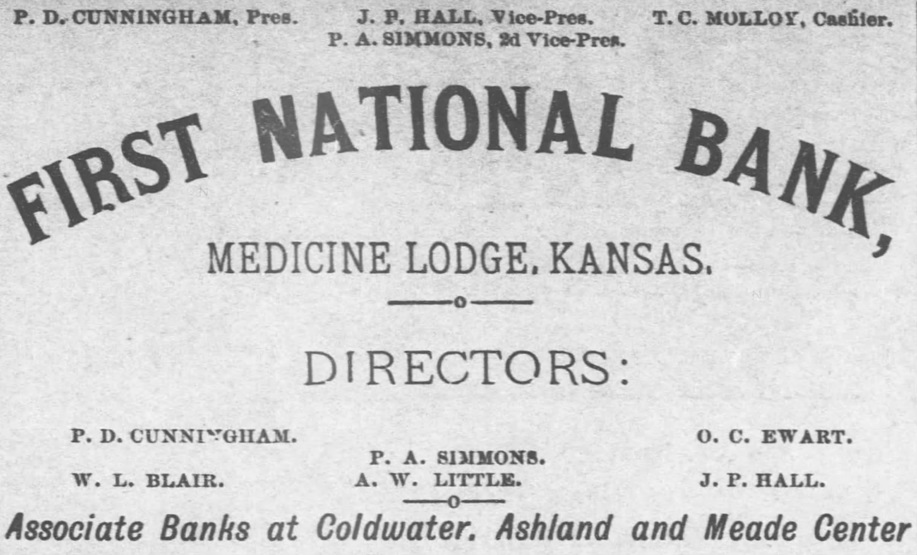 P. D. CUNNINGHAM, Pres. J. P. HALL, Vice-Pres. T. C. MOLLOY, Cashier.
P. A. SIMMONS, 2d Vice-Pres.
FIRST NATIONAL BANK,
MEDICINE LODGE, KANSAS.
DIRECTORS:
P. D. CUNNINGHAM. O. C. EWART.
P. A. SIMMONS.
W. L. BLAIR. A. W. LITTLE. J. P. HALL.
Associate Banks at Coldwater. Ashland and Meade Center